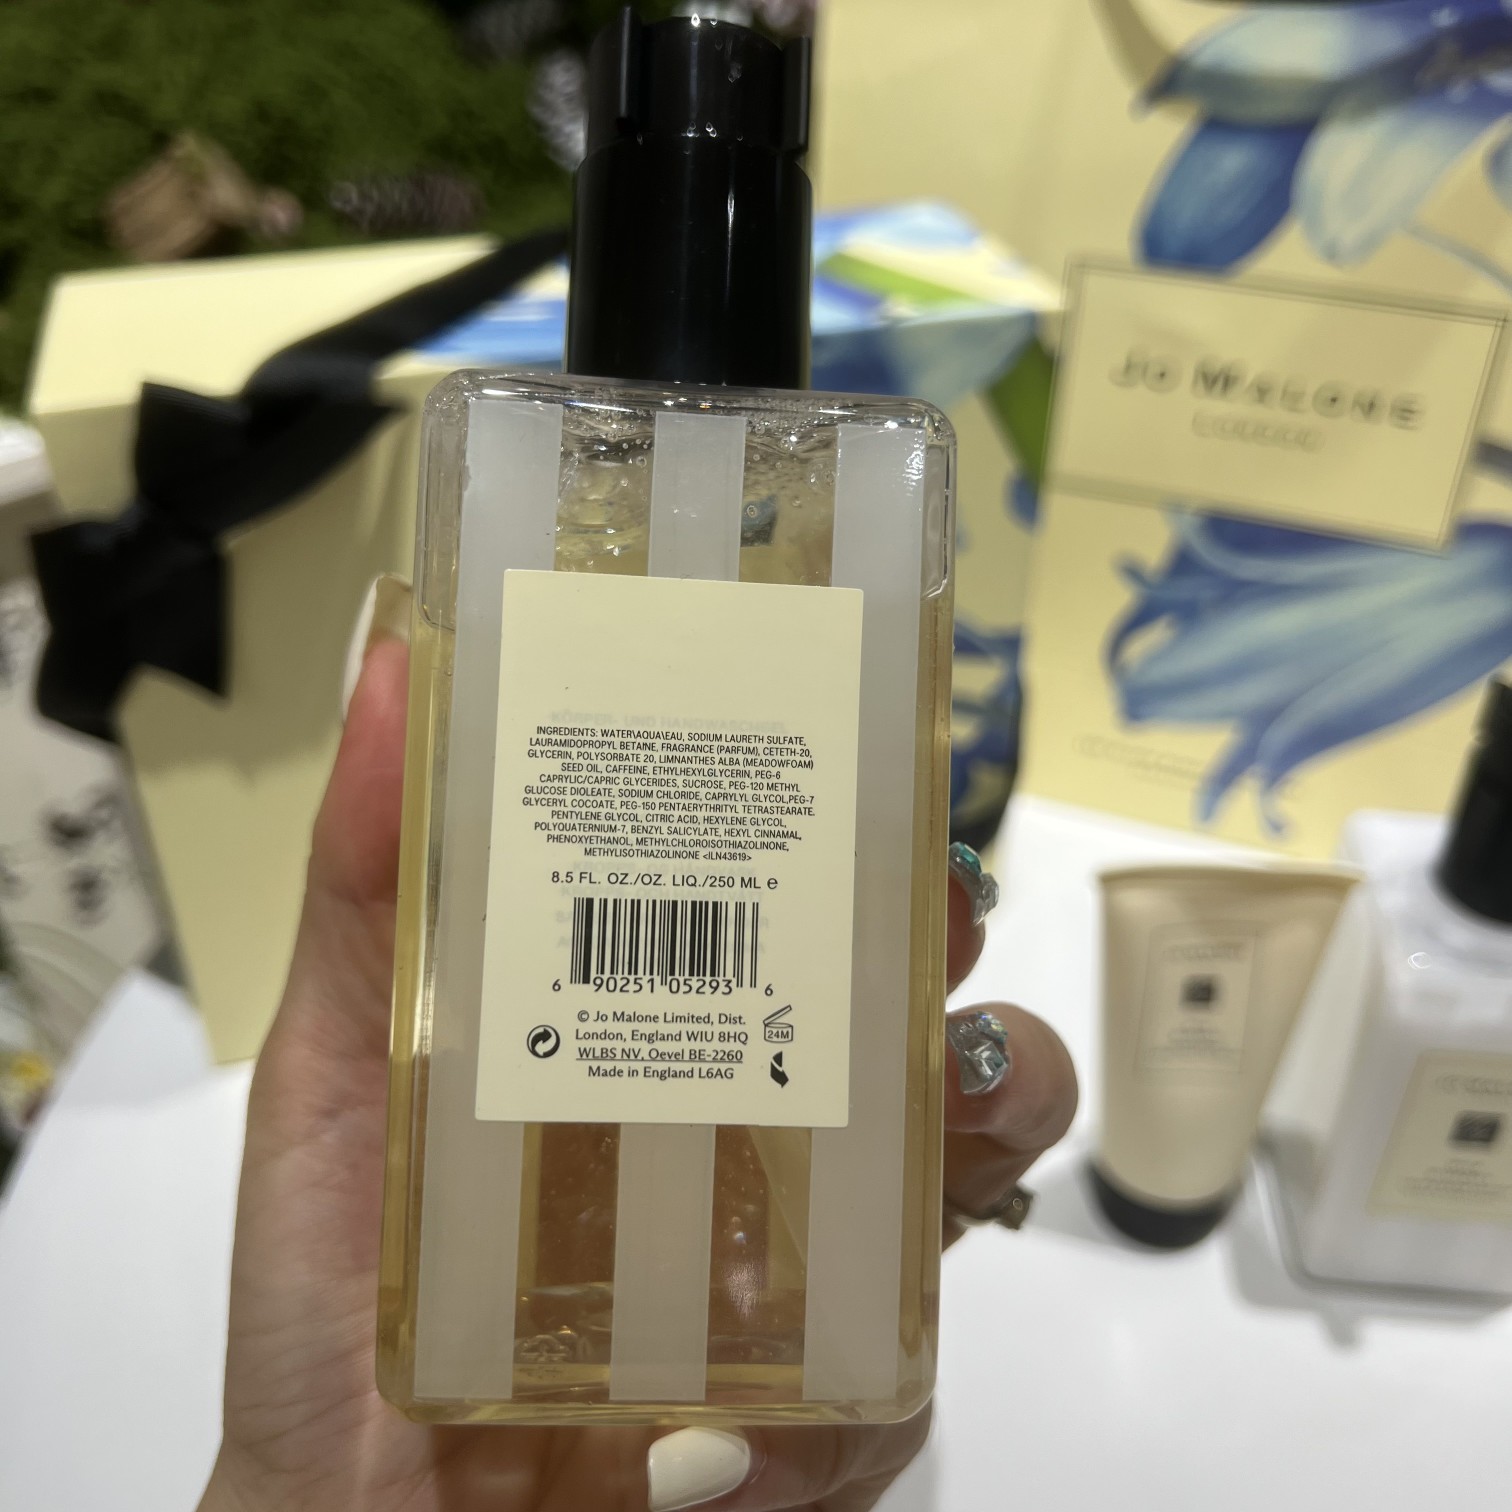 JO MALONE
LONDON
KÖRPER- UND HANDWASCHGEL
INGREDIENTS: WATER\AQUA\EAU, SODIUM LAURETH SULFATE,
LAURAMIDOPROPYL BETAINE, FRAGRANCE (PARFUM), CETETH-20,
GLYCERIN, POLYSORBATE 20, LIMNANTHES ALBA (MEADOWFOAM)
SEED OIL, CAFFEINE, ETHYLHEXYLGLYCERIN, PEG-6
CAPRYLIC/CAPRIC GLYCERIDES, SUCROSE, PEG-120 METHYL
GLUCOSE DIOLEATE, SODIUM CHLORIDE, CAPRYLYL GLYCOL,PEG-7
GLYCERYL COCOATE, PEG-150 PENTAERYTHRITYL TETRASTEARATE,
PENTYLENE GLYCOL, CITRIC ACID, HEXYLENE GLYCOL,
POLYQUATERNIUM-7, BENZYL SALICYLATE, HEXYL CINNAMAL,
PHENOXYETHANOL, METHYLCHLOROISOTHIAZOLINONE,
METHYLISOTHIAZOLINONE <ILN43619>
8.5 FL. OZ./OZ. LIQ./250 ML e
6 90251 05293 6
© Jo Malone Limited, Dist.
London, England W1U 8HQ
WLBS NV, Oevel BE-2260
Made in England L6AG
24M